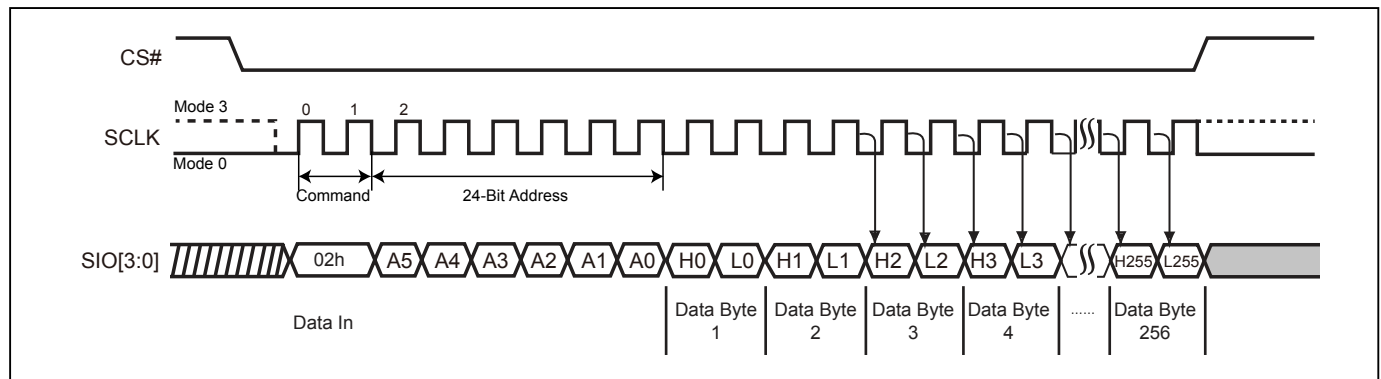 CS#
Mode 3
0 1 2
SCLK
Mode 0
Command
24-Bit Address
SIO[3:0]
02h A5 A4 A3 A2 A1 A0 H0 L0 H1 L1 H2 L2 H3 L3 H255 L255
Data In
Data Byte Data Byte Data Byte Data Byte ...... Data Byte
1 2 3 4 256